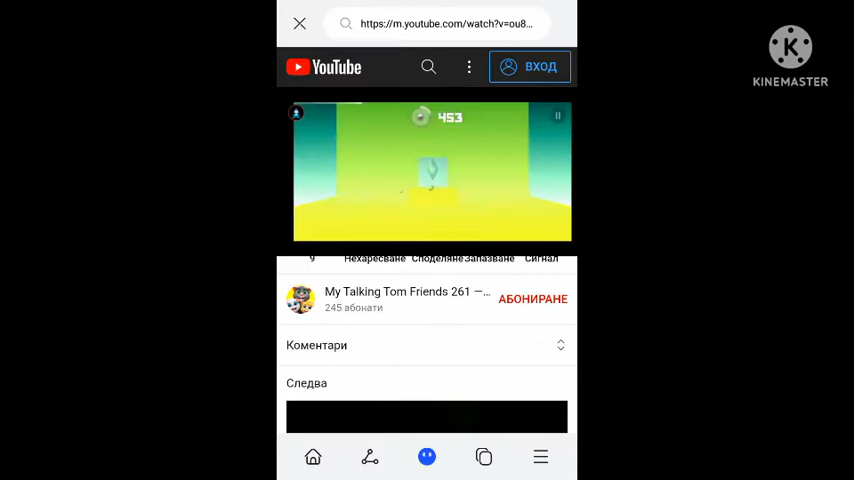 https://m.youtube.com/watch?v=ou8...
YouTube
ВХОД
KINEMASTER
453
9 Нехаресване Споделяне Запазване Сигнал
My Talking Tom Friends 261 —...
245 абонати
АБОНИРАНЕ
Коментари
Следва